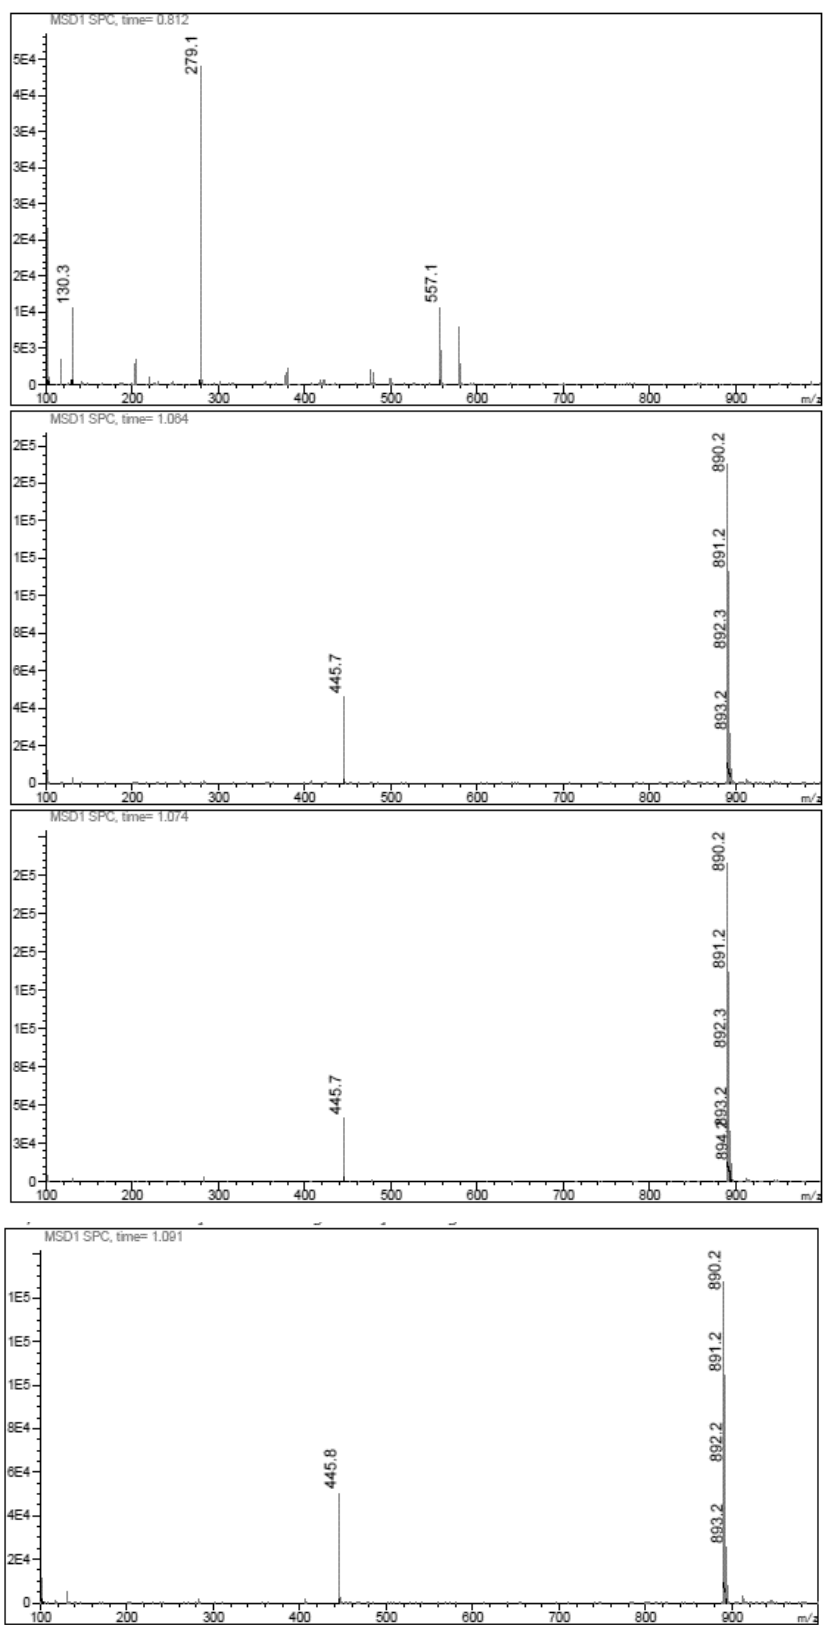 MSD1 SPC, time= 0.812
279.1
5E4
4E4
3E4
3E4
2E4
130.3
557.1
2E4
1E4
5E3
0
100 200 300 400 500 600 700 800 900 m/z
MSD1 SPC, time= 1.064
890.2
2E5
2E5
1E5
891.2
1E5
1E5
892.3
8E4
445.7
6E4
893.2
4E4
2E4
0
100 200 300 400 500 600 700 800 900 m/z
MSD1 SPC, time= 1.074
890.2
2E5
2E5
891.2
2E5
1E5
892.3
1E5
8E4
445.7
893.2
5E4
894.2
3E4
0
100 200 300 400 500 600 700 800 900 m/z
MSD1 SPC, time= 1.091
890.2
1E5
1E5
891.2
1E5
8E4
892.2
445.8
6E4
893.2
4E4
2E4
0
100 200 300 400 500 600 700 800 900 m/z